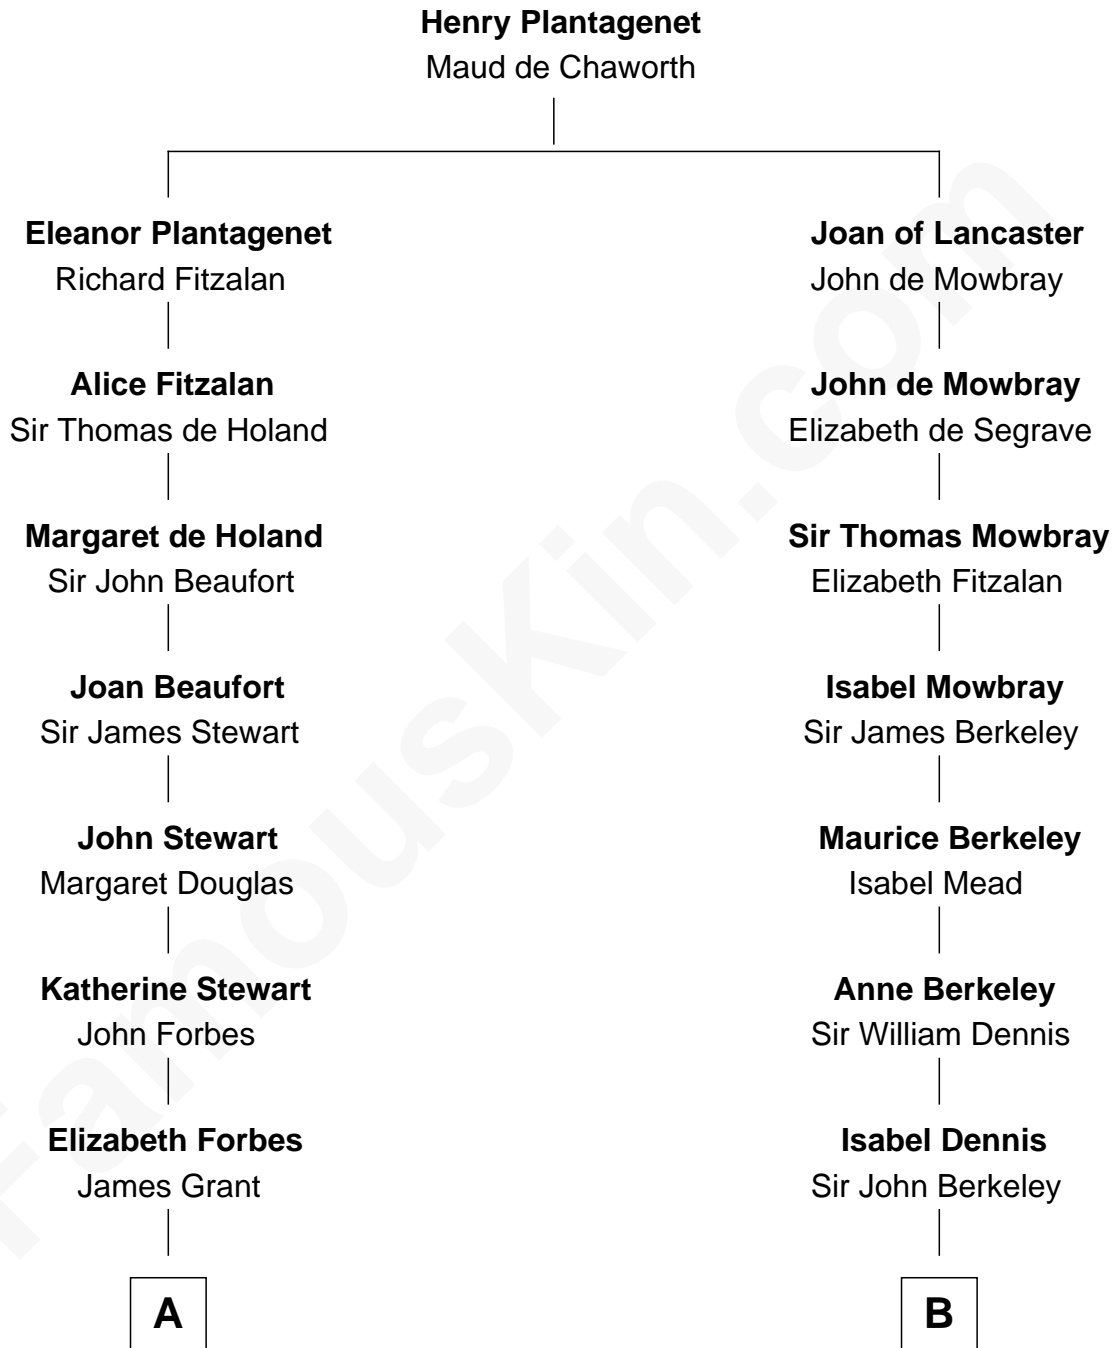 Henry Plantagenet
Maud de Chaworth
Eleanor Plantagenet
Richard Fitzalan
Alice Fitzalan
Sir Thomas de Holand
Margaret de Holand
Sir John Beaufort
Joan Beaufort
Sir James Stewart
John Stewart
Margaret Douglas
Katherine Stewart
John Forbes
Elizabeth Forbes
James Grant
A
Joan of Lancaster
John de Mowbray
John de Mowbray
Elizabeth de Segrave
Sir Thomas Mowbray
Elizabeth Fitzalan
Isabel Mowbray
Sir James Berkeley
Maurice Berkeley
Isabel Mead
Anne Berkeley
Sir William Dennis
Isabel Dennis
Sir John Berkeley
B
FamousKin.com